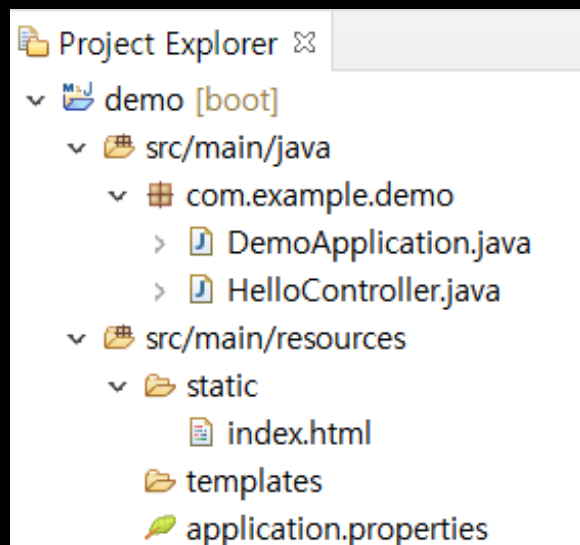 Project Explorer
demo [boot]
src/main/java
com.example.demo
DemoApplication.java
HelloController.java
src/main/resources
static
index.html
templates
application.properties